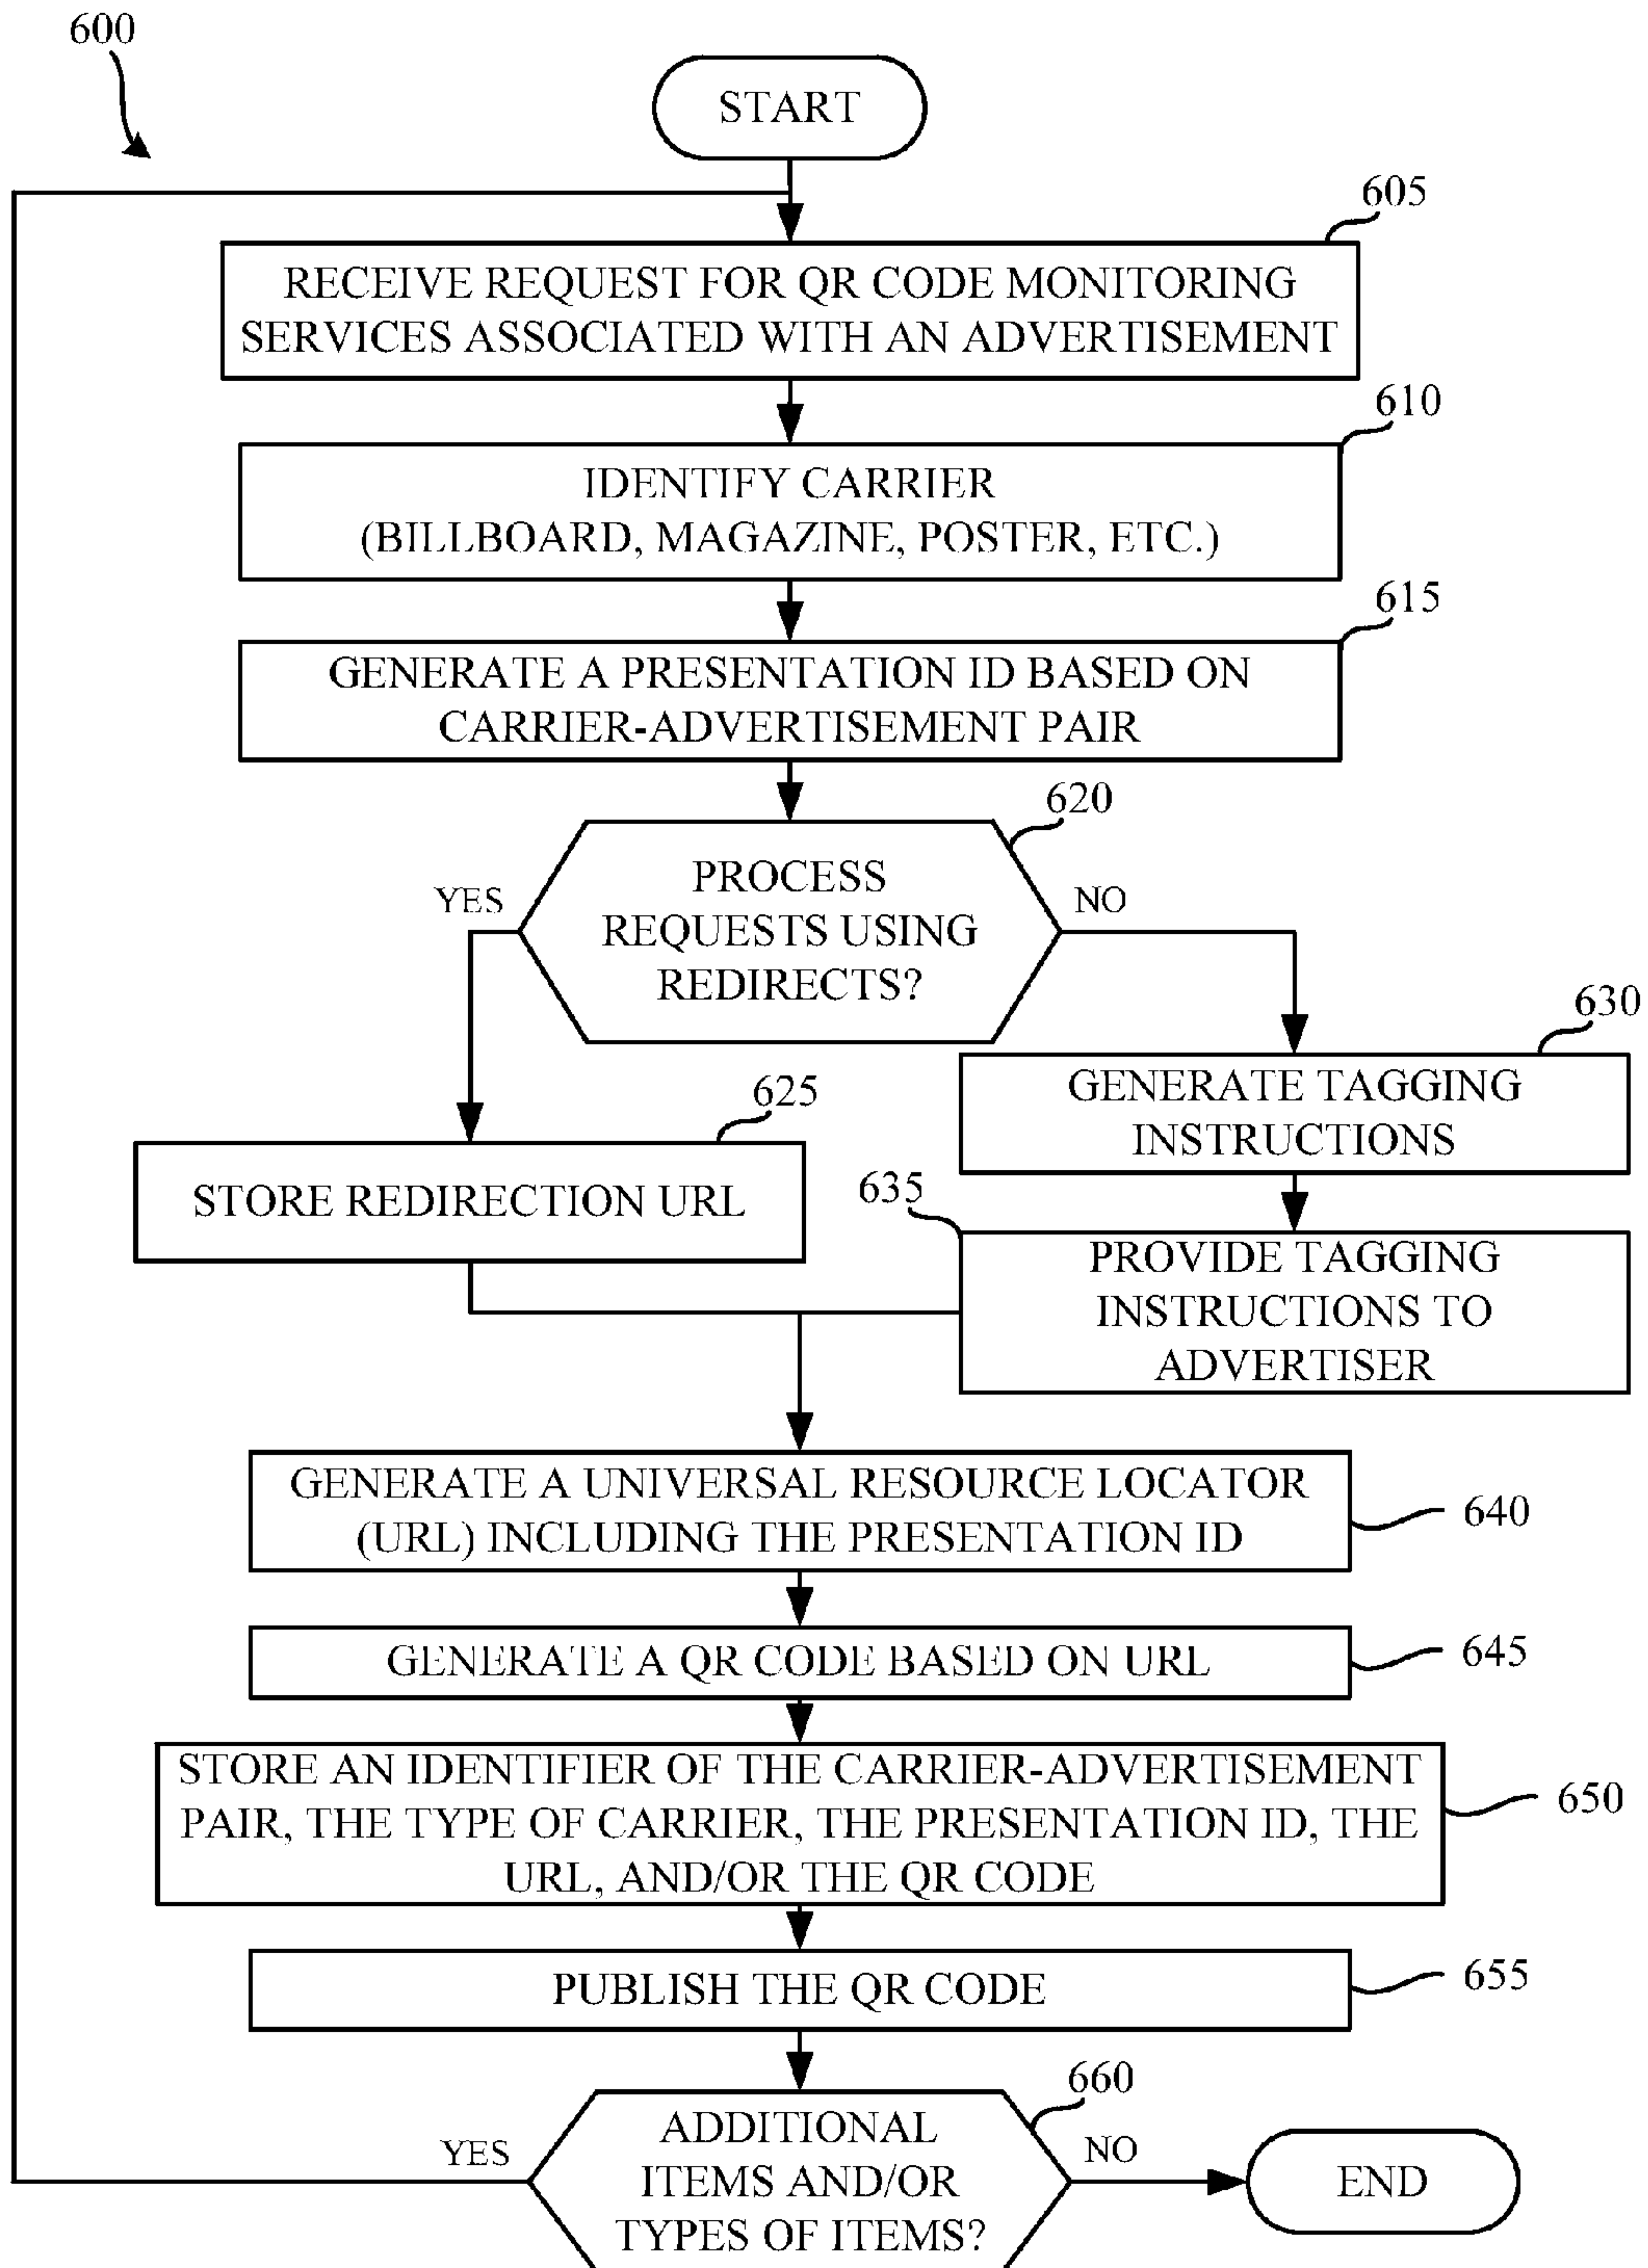 600
START
605
RECEIVE REQUEST FOR QR CODE MONITORING
SERVICES ASSOCIATED WITH AN ADVERTISEMENT
610
IDENTIFY CARRIER
(BILLBOARD, MAGAZINE, POSTER, ETC.)
615
GENERATE A PRESENTATION ID BASED ON
CARRIER-ADVERTISEMENT PAIR
620
PROCESS
REQUESTS USING
REDIRECTS?
YES
NO
630
GENERATE TAGGING
INSTRUCTIONS
625
STORE REDIRECTION URL
635
PROVIDE TAGGING
INSTRUCTIONS TO
ADVERTISER
GENERATE A UNIVERSAL RESOURCE LOCATOR
(URL) INCLUDING THE PRESENTATION ID
640
GENERATE A QR CODE BASED ON URL
645
STORE AN IDENTIFIER OF THE CARRIER-ADVERTISEMENT
PAIR, THE TYPE OF CARRIER, THE PRESENTATION ID, THE
URL, AND/OR THE QR CODE
650
PUBLISH THE QR CODE
655
660
ADDITIONAL
ITEMS AND/OR
TYPES OF ITEMS?
YES
NO
END